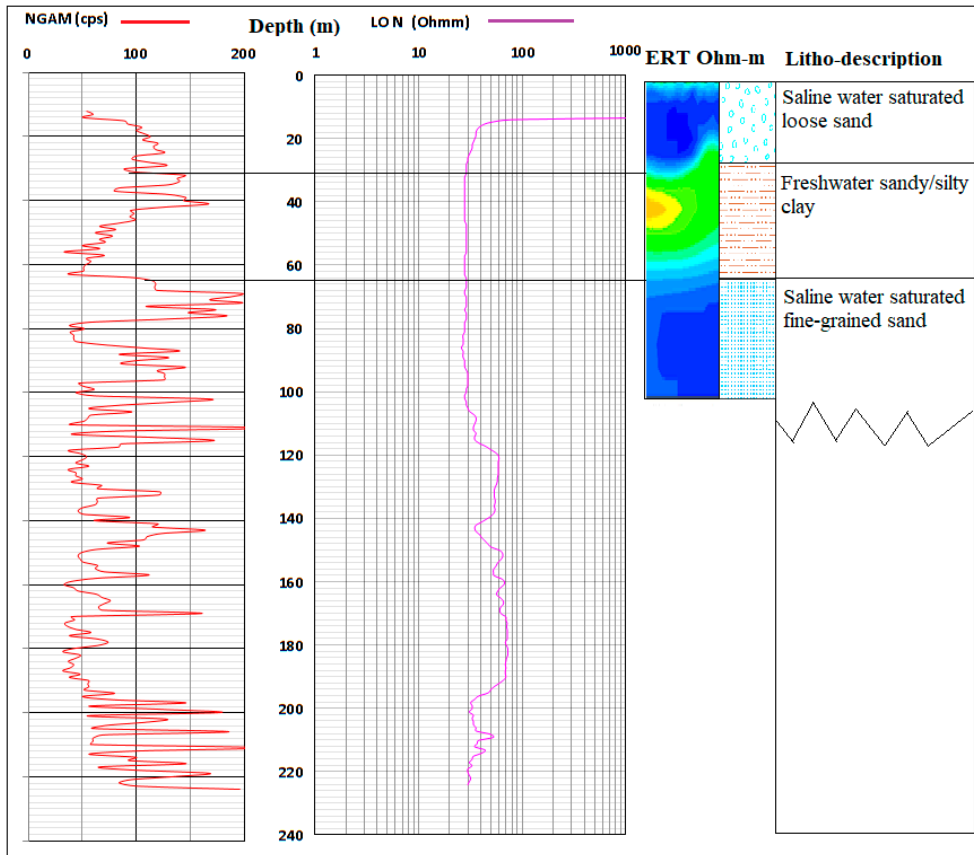 NGAM (cps)
Depth (m)
LON (Ohmm)
0 100 200
1 10 100 1000
ERT Ohm-m
Litho-description
0
20
40
60
80
100
120
140
160
180
200
220
240
Saline water saturated
loose sand
Freshwater sandy/silty
clay
Saline water saturated
fine-grained sand